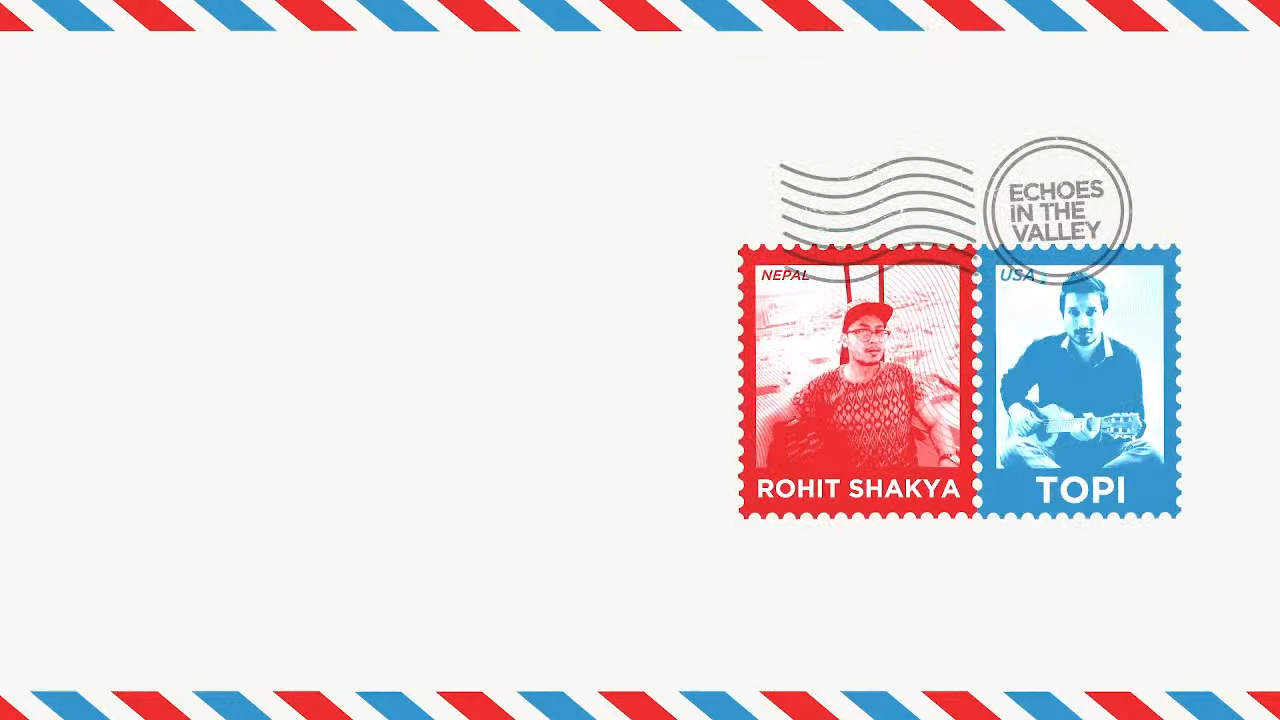 ECHOES
iN THE
VALLEY
NEPAL
USA
ROHIT SHAKYA
TOPI